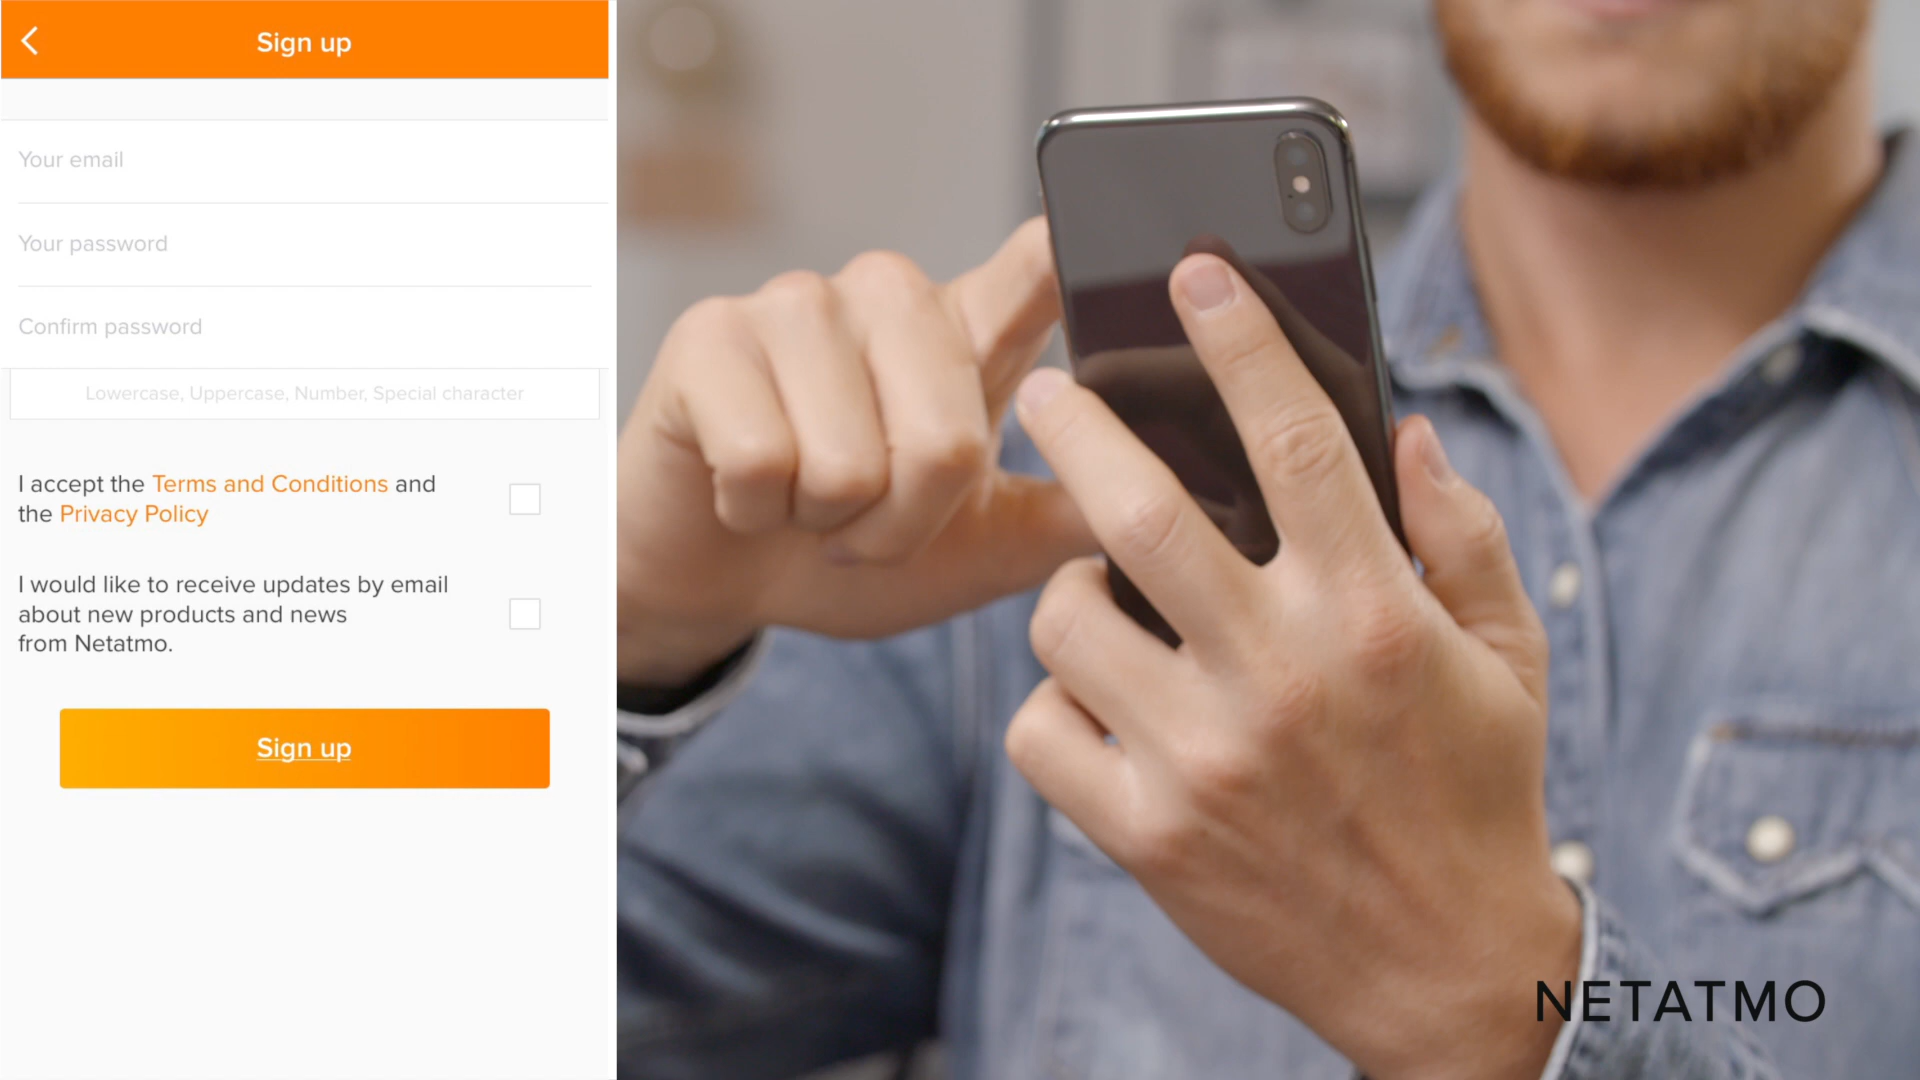 Sign up
Your email
Your password
Confirm password
Lowercase, Uppercase, Number, Special character
I accept the Terms and Conditions and
the Privacy Policy
I would like to receive updates by email
about new products and news
from Netatmo.
Sign up
NETATMO